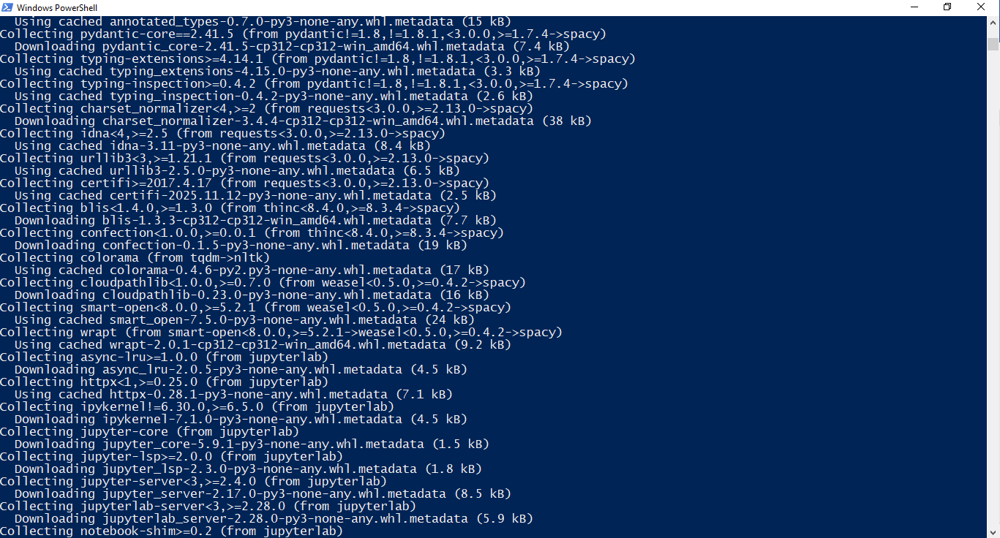 Windows PowerShell
Using cached annotated_types-0.7.0-py3-none-any.whl.metadata (15 kB)
Collecting pydantic-core==2.41.5 (from pydantic!=1.8,!=1.8.1,<3.0.0,>=1.7.4->spacy)
Downloading pydantic_core-2.41.5-cp312-cp312-win_amd64.whl.metadata (7.4 kB)
Collecting typing-extensions>=4.14.1 (from pydantic!=1.8,!=1.8.1,<3.0.0,>=1.7.4->spacy)
Using cached typing_extensions-4.15.0-py3-none-any.whl.metadata (3.3 kB)
Collecting typing-inspection>=0.4.2 (from pydantic!=1.8,!=1.8.1,<3.0.0,>=1.7.4->spacy)
Using cached typing_inspection-0.4.2-py3-none-any.whl.metadata (2.6 kB)
Collecting charset_normalizer<4,>=2 (from requests<3.0.0,>=2.13.0->spacy)
Downloading charset_normalizer-3.4.4-cp312-cp312-win_amd64.whl.metadata (38 kB)
Collecting idna<4,>=2.5 (from requests<3.0.0,>=2.13.0->spacy)
Using cached idna-3.11-py3-none-any.whl.metadata (8.4 kB)
Collecting urllib3<3,>=1.21.1 (from requests<3.0.0,>=2.13.0->spacy)
Using cached urllib3-2.5.0-py3-none-any.whl.metadata (6.5 kB)
Collecting certifi>=2017.4.17 (from requests<3.0.0,>=2.13.0->spacy)
Using cached certifi-2025.11.12-py3-none-any.whl.metadata (2.5 kB)
Collecting blis<1.4.0,>=1.3.0 (from thinc<8.4.0,>=8.3.4->spacy)
Downloading blis-1.3.3-cp312-cp312-win_amd64.whl.metadata (7.7 kB)
Collecting confection<1.0.0,>=0.0.1 (from thinc<8.4.0,>=8.3.4->spacy)
Downloading confection-0.1.5-py3-none-any.whl.metadata (19 kB)
Collecting colorama (from tqdm->nltk)
Using cached colorama-0.4.6-py2.py3-none-any.whl.metadata (17 kB)
Collecting cloudpathlib<1.0.0,>=0.7.0 (from weasel<0.5.0,>=0.4.2->spacy)
Downloading cloudpathlib-0.23.0-py3-none-any.whl.metadata (16 kB)
Collecting smart-open<8.0.0,>=5.2.1 (from weasel<0.5.0,>=0.4.2->spacy)
Using cached smart_open-7.5.0-py3-none-any.whl.metadata (24 kB)
Collecting wrapt (from smart-open<8.0.0,>=5.2.1->weasel<0.5.0,>=0.4.2->spacy)
Using cached wrapt-2.0.1-cp312-cp312-win_amd64.whl.metadata (9.2 kB)
Collecting async-lru>=1.0.0 (from jupyterlab)
Downloading async_lru-2.0.5-py3-none-any.whl.metadata (4.5 kB)
Collecting httpx<1,>=0.25.0 (from jupyterlab)
Using cached httpx-0.28.1-py3-none-any.whl.metadata (7.1 kB)
Collecting ipykernel!=6.30.0,>=6.5.0 (from jupyterlab)
Downloading ipykernel-7.1.0-py3-none-any.whl.metadata (4.5 kB)
Collecting jupyter-core (from jupyterlab)
Downloading jupyter_core-5.9.1-py3-none-any.whl.metadata (1.5 kB)
Collecting jupyter-lsp>=2.0.0 (from jupyterlab)
Downloading jupyter_lsp-2.3.0-py3-none-any.whl.metadata (1.8 kB)
Collecting jupyter-server<3,>=2.4.0 (from jupyterlab)
Downloading jupyter_server-2.17.0-py3-none-any.whl.metadata (8.5 kB)
Collecting jupyterlab-server<3,>=2.28.0 (from jupyterlab)
Downloading jupyterlab_server-2.28.0-py3-none-any.whl.metadata (5.9 kB)
Collecting notebook-shim>=0.2 (from jupyterlab)